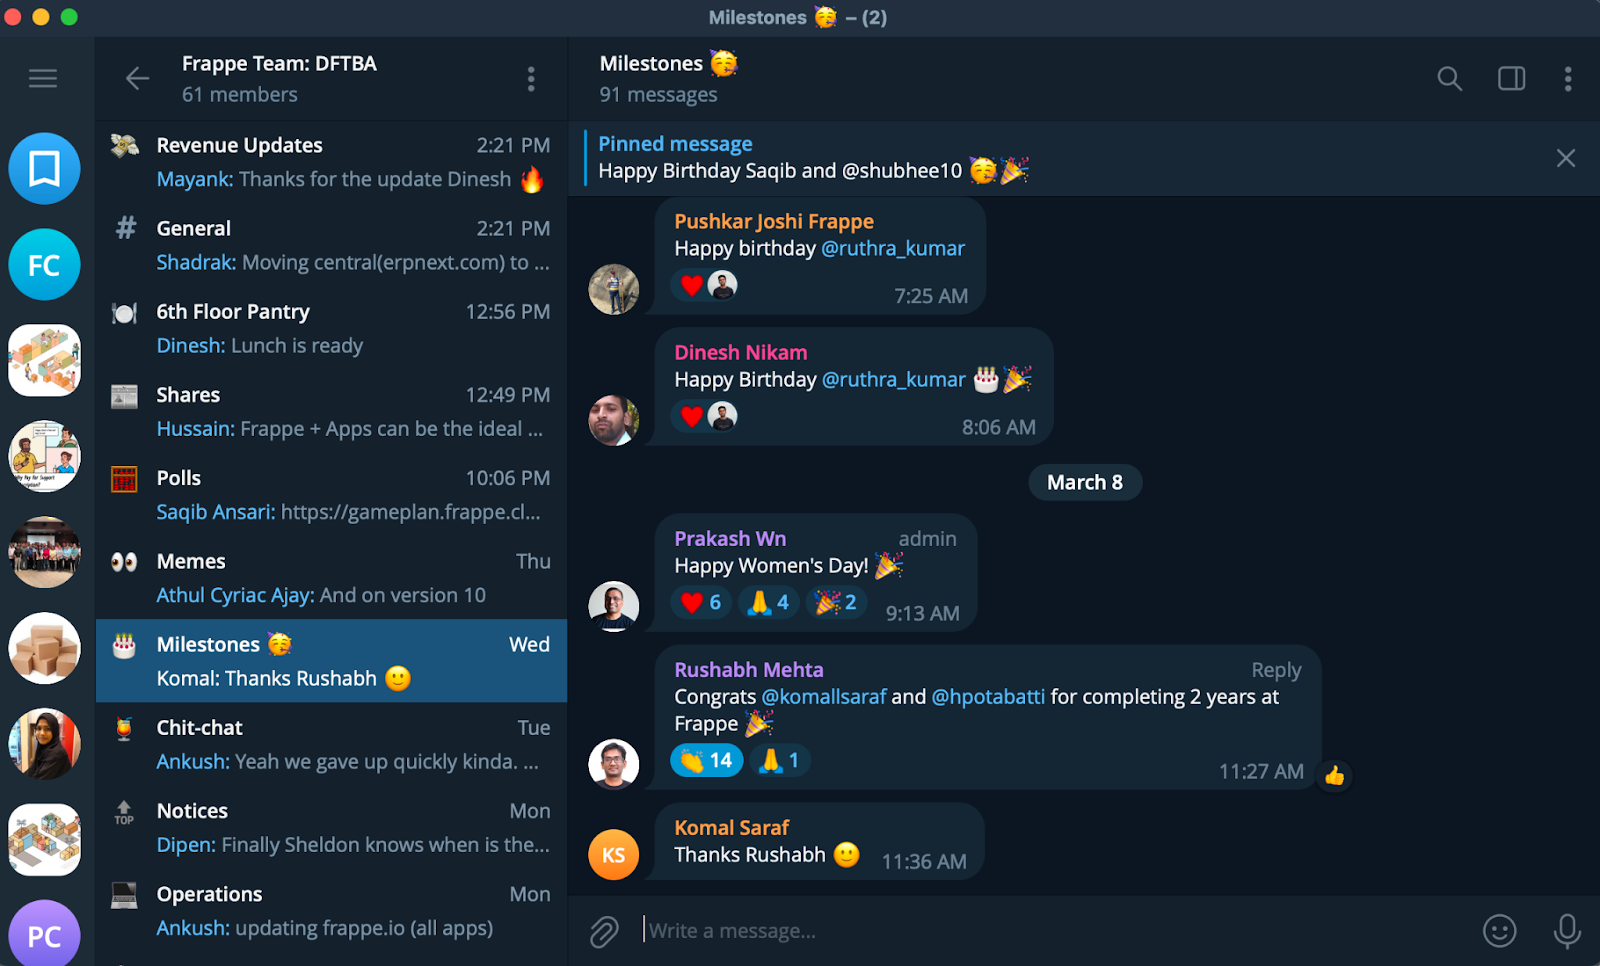 Milestones 🥳 – (2)
Frappe Team: DFTBA
61 members
Revenue Updates 2:21 PM
Mayank: Thanks for the update Dinesh 🔥
# General 2:21 PM
Shadrak: Moving central(erpnext.com) to ...
6th Floor Pantry 12:56 PM
Dinesh: Lunch is ready
Shares 12:49 PM
Hussain: Frappe + Apps can be the ideal ...
Polls 10:06 PM
Saqib Ansari: https://gameplan.frappe.cl...
Memes Thu
Athul Cyriac Ajay: And on version 10
Milestones 🥳 Wed
Komal: Thanks Rushabh 🙂
Chit-chat Tue
Ankush: Yeah we gave up quickly kinda. ...
TOP Notices Mon
Dipen: Finally Sheldon knows when is the...
Operations Mon
Ankush: updating frappe.io (all apps)
FC
PC
Milestones 🥳
91 messages
Pinned message
Happy Birthday Saqib and @shubhee10 🥳🎉
Pushkar Joshi Frappe
Happy birthday @ruthra_kumar
❤️ 7:25 AM
Dinesh Nikam
Happy Birthday @ruthra_kumar 🎂🎉
❤️ 8:06 AM
March 8
Prakash Wn admin
Happy Women's Day! 🎉
❤️ 6 🙏 4 🎉 2 9:13 AM
Rushabh Mehta Reply
Congrats @komallsaraf and @hpotabatti for completing 2 years at
Frappe 🎉
👏 14 🙏 1 11:27 AM 👍
Komal Saraf
KS Thanks Rushabh 🙂 11:36 AM
Write a message...